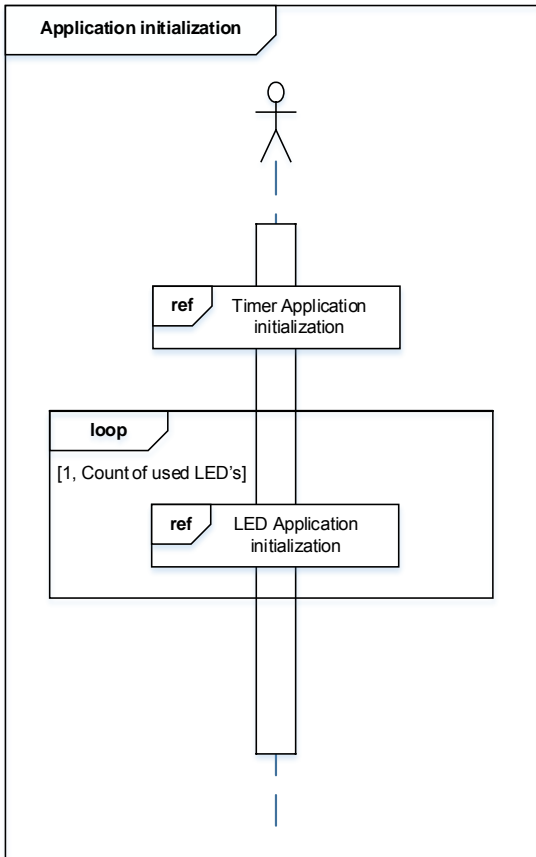 Application initialization
ref
Timer Application
initialization
loop
[1, Count of used LED's]
ref
LED Application
initialization